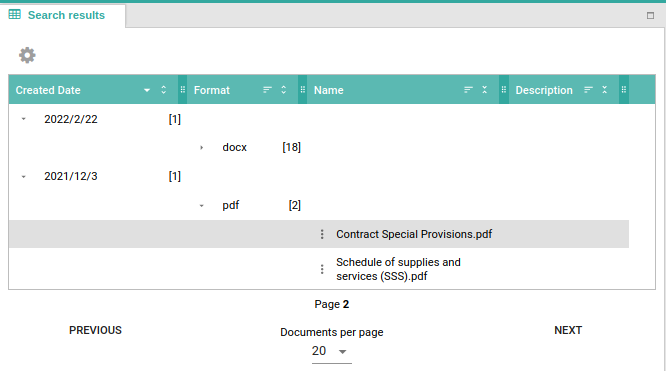 Search results
Created Date Format Name Description
2022/2/22 [1]
docx [18]
2021/12/3 [1]
pdf [2]
Contract Special Provisions.pdf
Schedule of supplies and
services (SSS).pdf
Page 2
PREVIOUS Documents per page NEXT
20